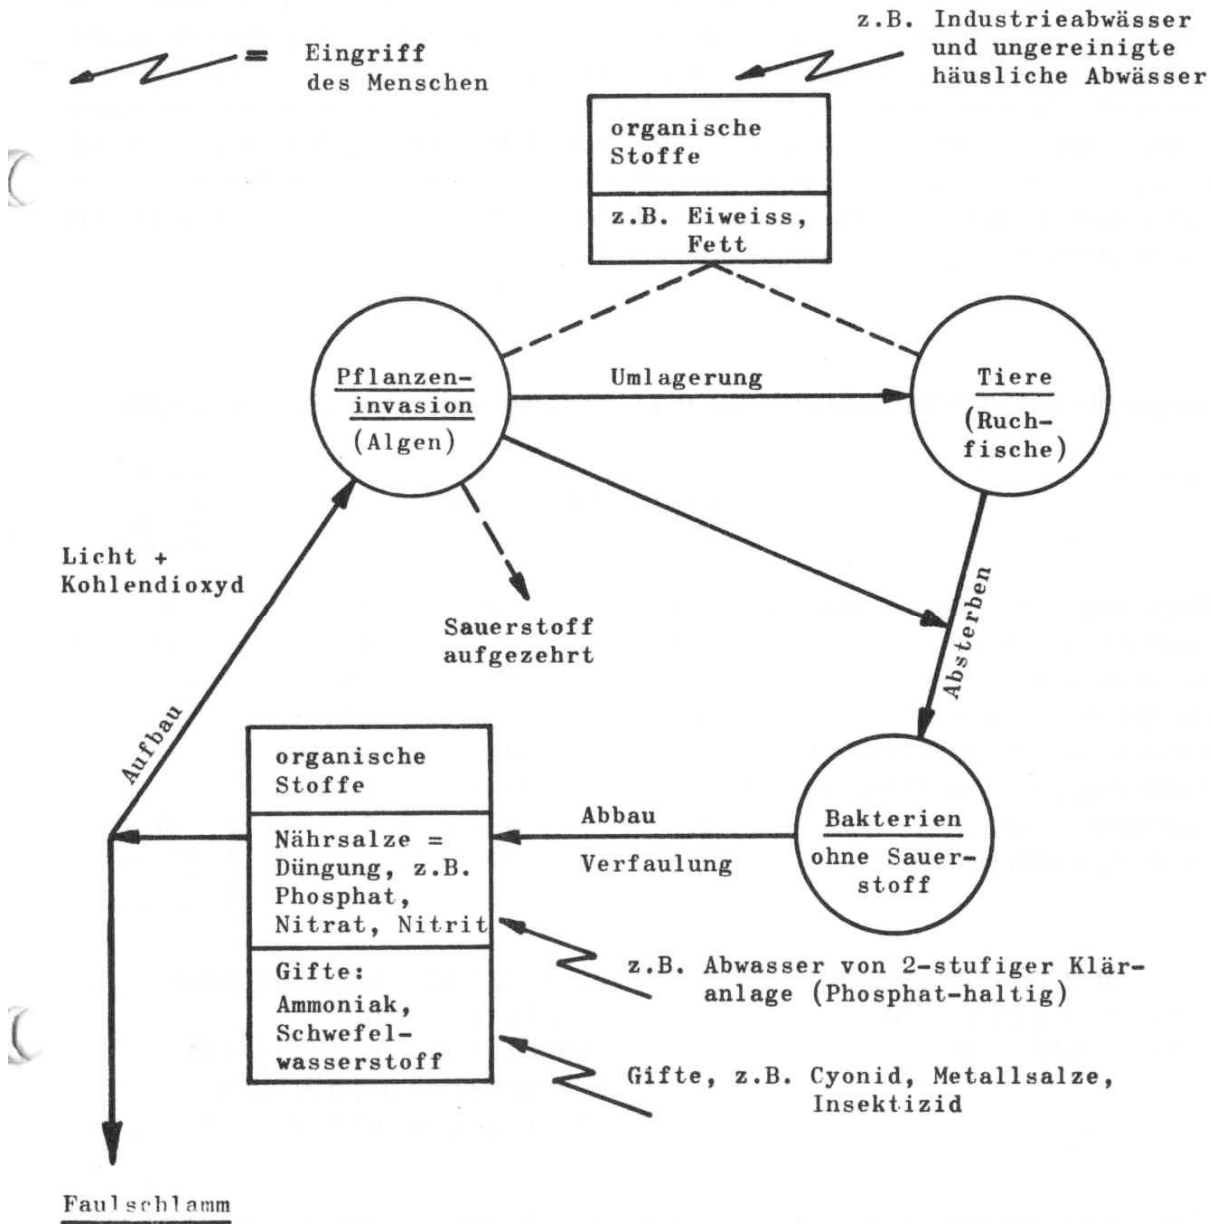 = Eingriff
des Menschen
z.B. Industrieabwässer
und ungereinigte
häusliche Abwässer
organische
Stoffe
z.B. Eiweiss,
Fett
Pflanzen-
invasion
(Algen)
Umlagerung
Tiere
(Ruch-
fische)
Licht +
Kohlendioxyd
Sauerstoff
aufgezehrt
Absterben
Aufbau
organische
Stoffe
Nährsalze =
Düngung, z.B.
Phosphat,
Nitrat, Nitrit
Gifte:
Ammoniak,
Schwefel-
wasserstoff
Abbau
Verfaulung
Bakterien
ohne Sauer-
stoff
z.B. Abwasser von 2-stufiger Klär-
anlage (Phosphat-haltig)
Gifte, z.B. Cyonid, Metallsalze,
Insektizid
Faulschlamm